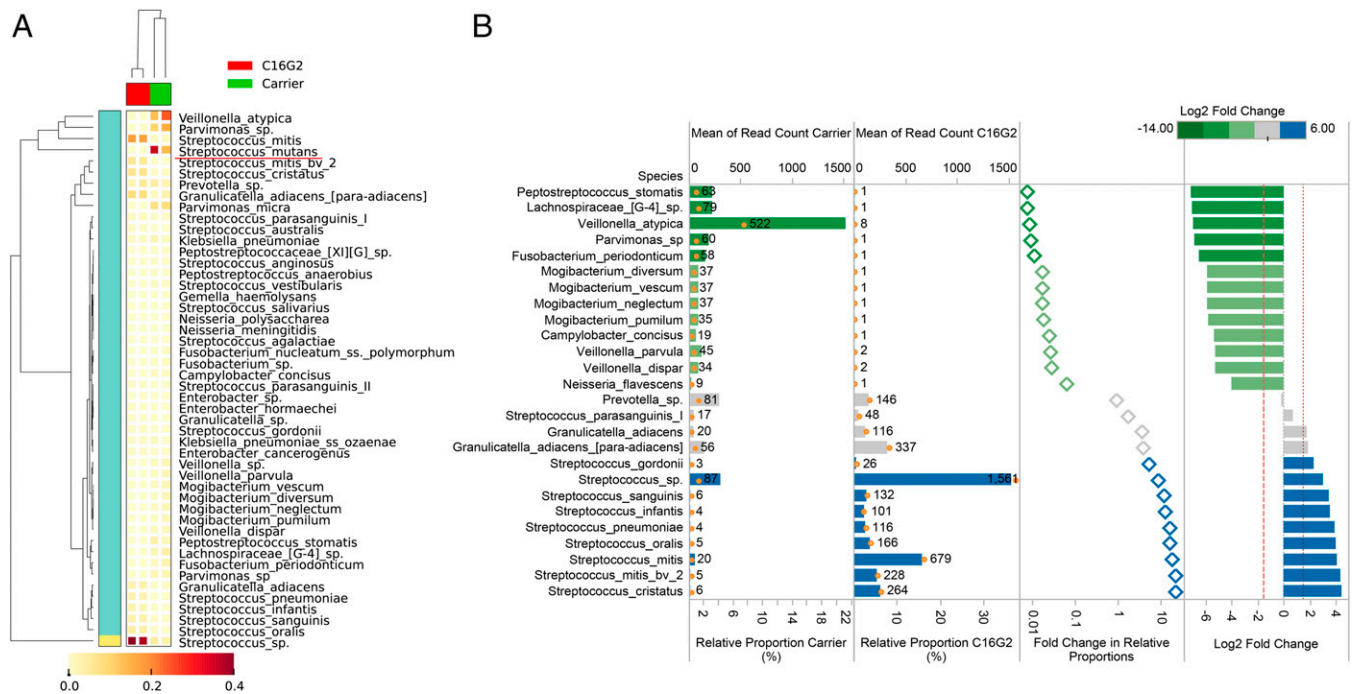 A
C16G2
Carrier
Veillonella_atypica
Parvimonas_sp.
Streptococcus_mitis
Streptococcus_mutans
Streptococcus_mitis_bv_2
Streptococcus_cristatus
Prevotella_sp.
Granulicatella_adiacens_[para-adiacens]
Parvimonas_micra
Streptococcus_parasanguinis_I
Streptococcus_australis
Klebsiella_pneumoniae
Peptostreptococcaceae_[XI][G]_sp.
Streptococcus_anginosus
Peptostreptococcus_anaerobius
Streptococcus_vestibularis
Gemella_haemolysans
Streptococcus_salivarius
Neisseria_polysaccharea
Neisseria_meningitidis
Streptococcus_agalactiae
Fusobacterium_nucleatum_ss._polymorphum
Fusobacterium_sp.
Campylobacter_concisus
Streptococcus_parasanguinis_II
Enterobacter_sp.
Enterobacter_hormaechei
Granulicatella_sp.
Streptococcus_gordonii
Klebsiella_pneumoniae_ss_ozaenae
Enterobacter_cancerogenus
Veillonella_sp.
Veillonella_parvula
Mogibacterium_vescum
Mogibacterium_diversum
Mogibacterium_neglectum
Mogibacterium_pumilum
Veillonella_dispar
Peptostreptococcus_stomatis
Lachnospiraceae_[G-4]_sp.
Fusobacterium_periodonticum
Parvimonas_sp
Granulicatella_adiacens
Streptococcus_pneumoniae
Streptococcus_infantis
Streptococcus_sanguinis
Streptococcus_oralis
Streptococcus_sp.
0.0 0.2 0.4
B
Log2 Fold Change
-14.00 6.00
Mean of Read Count Carrier Mean of Read Count C16G2
0 500 1000 1500 0 500 1000 1500
Species
Peptostreptococcus_stomatis 63 1
Lachnospiraceae_[G-4]_sp. 79 1
Veillonella_atypica 522 8
Parvimonas_sp 60 1
Fusobacterium_periodonticum 58 1
Mogibacterium_diversum 37 1
Mogibacterium_vescum 37 1
Mogibacterium_neglectum 37 1
Mogibacterium_pumilum 35 1
Campylobacter_concisus 19 1
Veillonella_parvula 45 2
Veillonella_dispar 34 2
Neisseria_flavescens 9 1
Prevotella_sp. 81 146
Streptococcus_parasanguinis_I 17 48
Granulicatella_adiacens 20 116
Granulicatella_adiacens_[para-adiacens] 56 337
Streptococcus_gordonii 3 26
Streptococcus_sp. 87 1,561
Streptococcus_sanguinis 6 132
Streptococcus_infantis 4 101
Streptococcus_pneumoniae 4 116
Streptococcus_oralis 5 166
Streptococcus_mitis 20 679
Streptococcus_mitis_bv_2 5 228
Streptococcus_cristatus 6 264
2 6 10 14 18 22 10 20 30 0.01 0.1 1 10 -6 -4 -2 0 2 4
Relative Proportion Carrier (%)
Relative Proportion C16G2 (%)
Fold Change in Relative Proportions
Log2 Fold Change